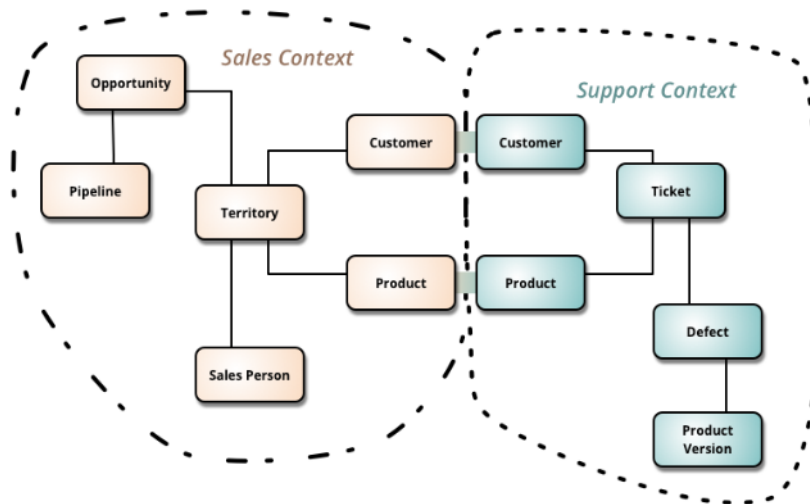 Sales Context
Opportunity
Support Context
Customer
Customer
Pipeline
Ticket
Territory
Product
Product
Defect
Sales Person
Product
Version